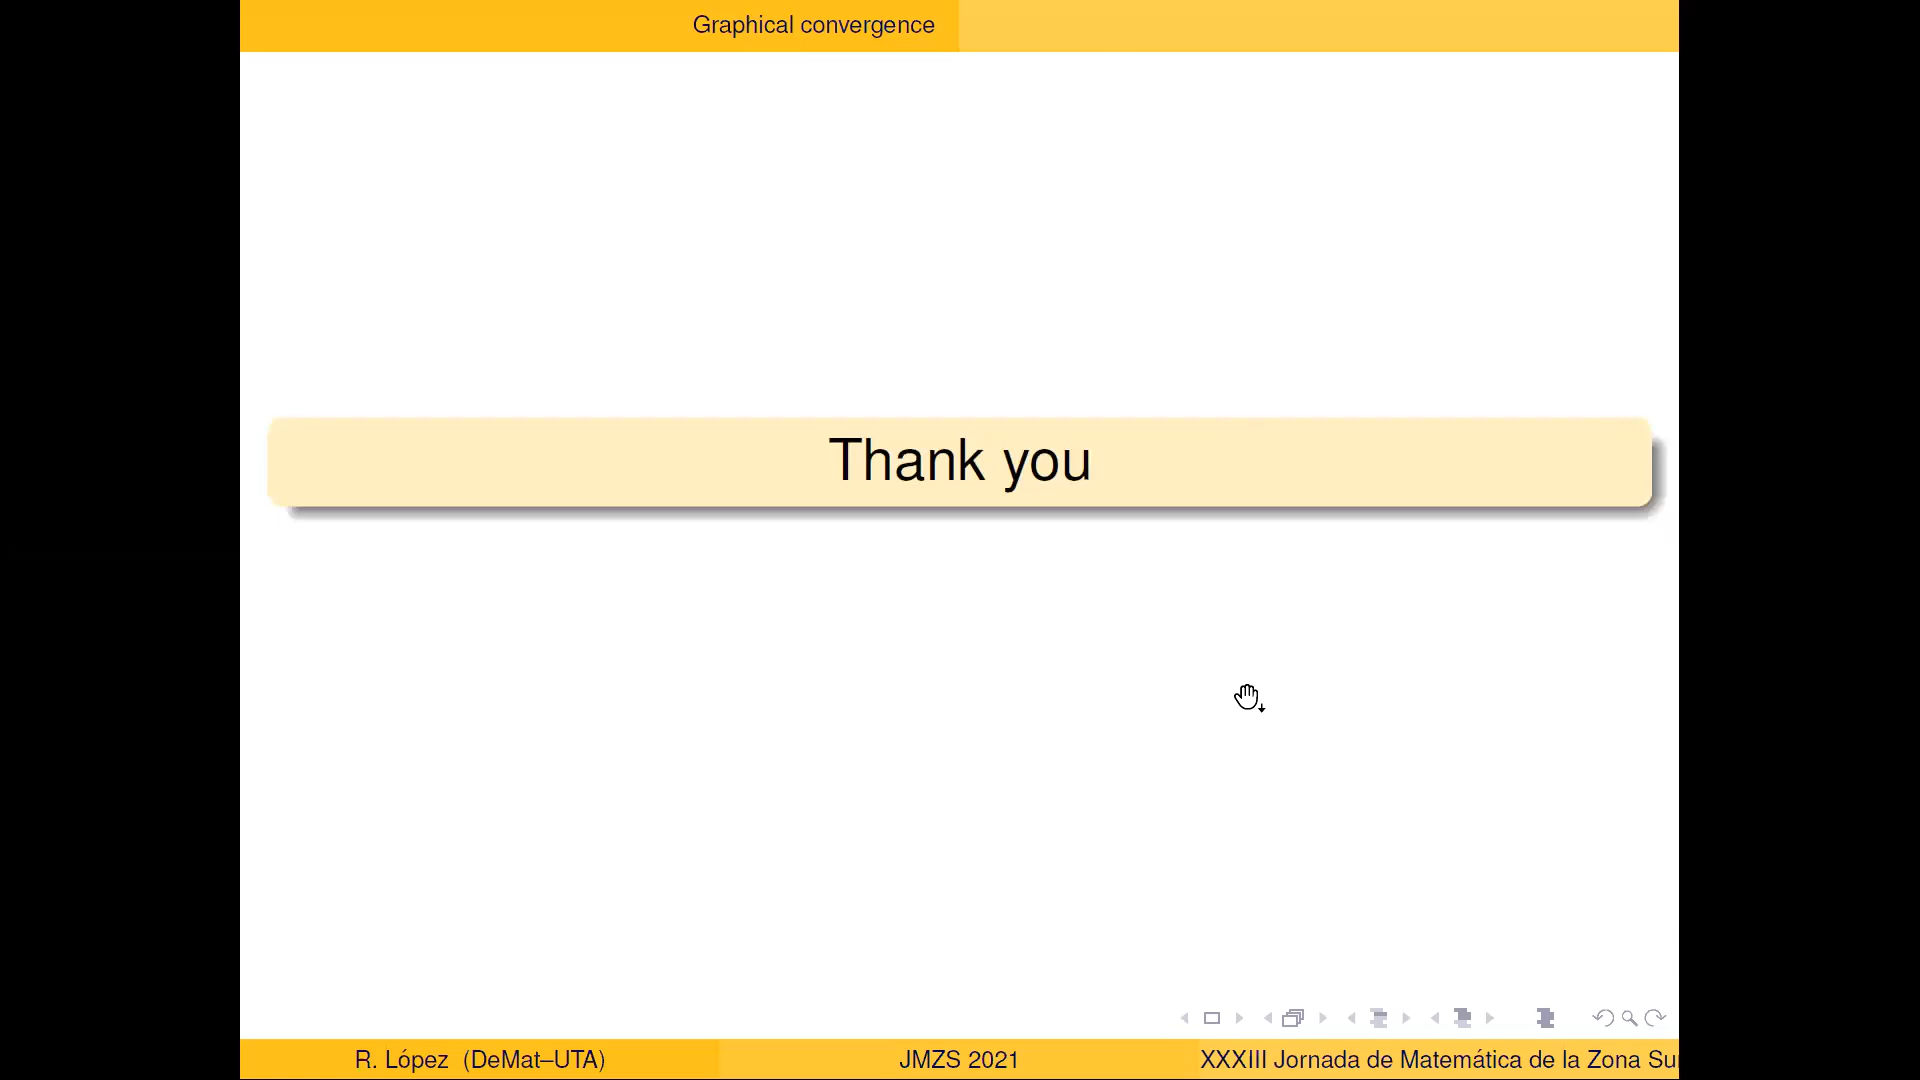 Graphical convergence
Thank you
R. López (DeMat–UTA)
JMZS 2021
XXXIII Jornada de Matemática de la Zona Su